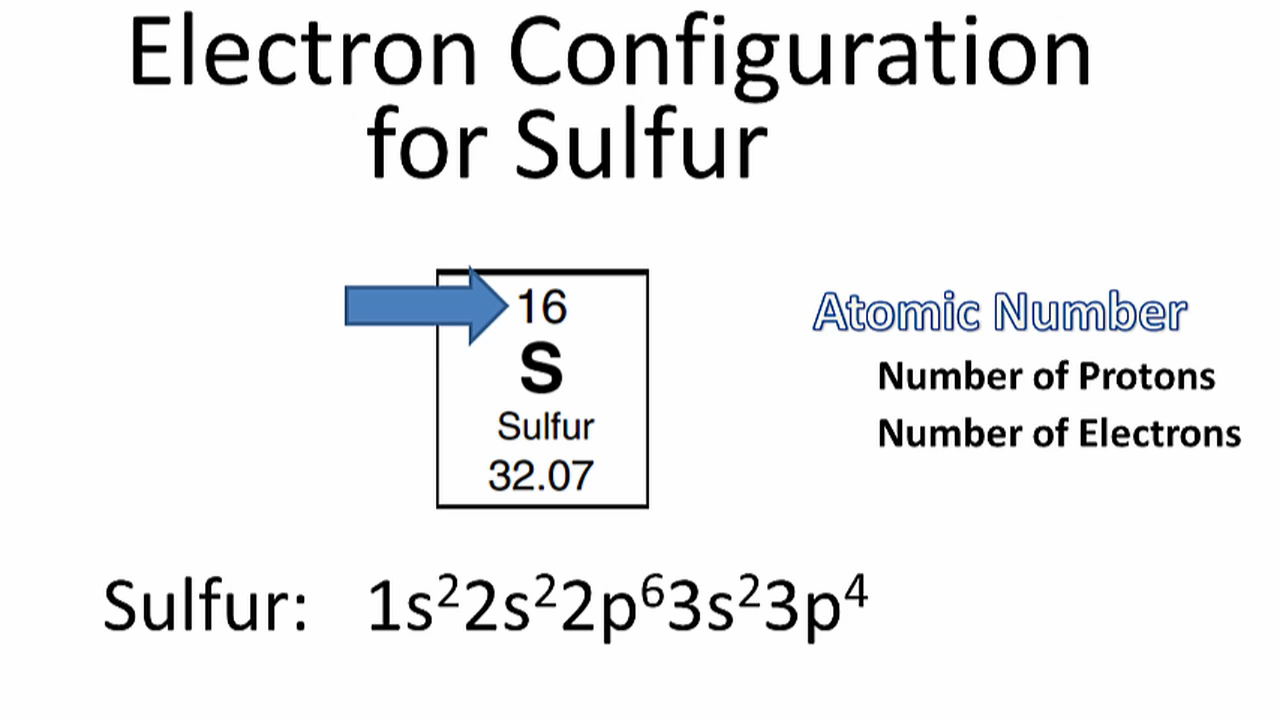 Electron Configuration
for Sulfur
16
S
Sulfur
32.07
Atomic Number
Number of Protons
Number of Electrons
Sulfur: 1s²2s²2p⁶3s²3p⁴